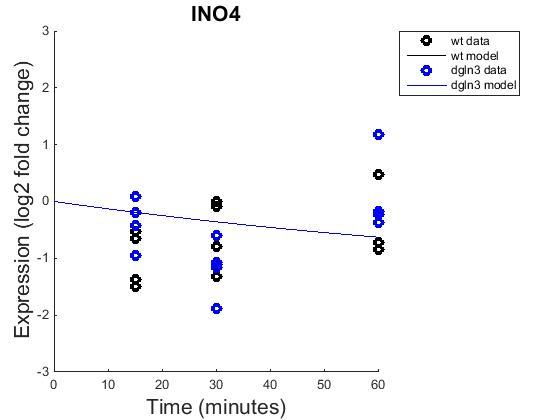 INO4
wt data
wt model
dgln3 data
dgln3 model
Expression (log2 fold change)
3
2
1
0
-1
-2
-3
0 10 20 30 40 50 60
Time (minutes)